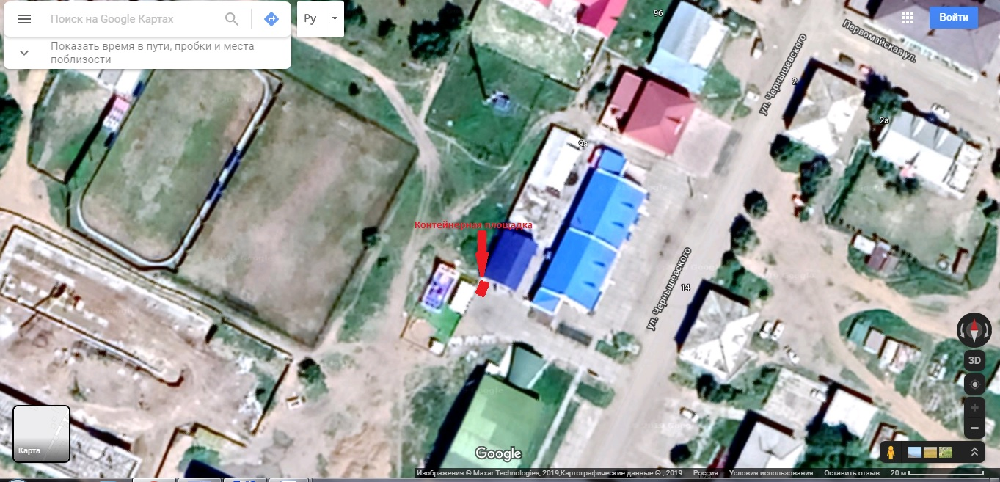 Поиск на Google Картах
Ру
Показать время в пути, пробки и места
поблизости
Войти
9б
Первомайская ул.
ул. Чернышевского
2
2а
9а
Контейнерная площадка
ул. Чернышевского
14
3D
Карта
Google
Изображения © Maxar Technologies, 2019,Картографические данные © , 2019 Россия Условия использования Оставить отзыв 20 м